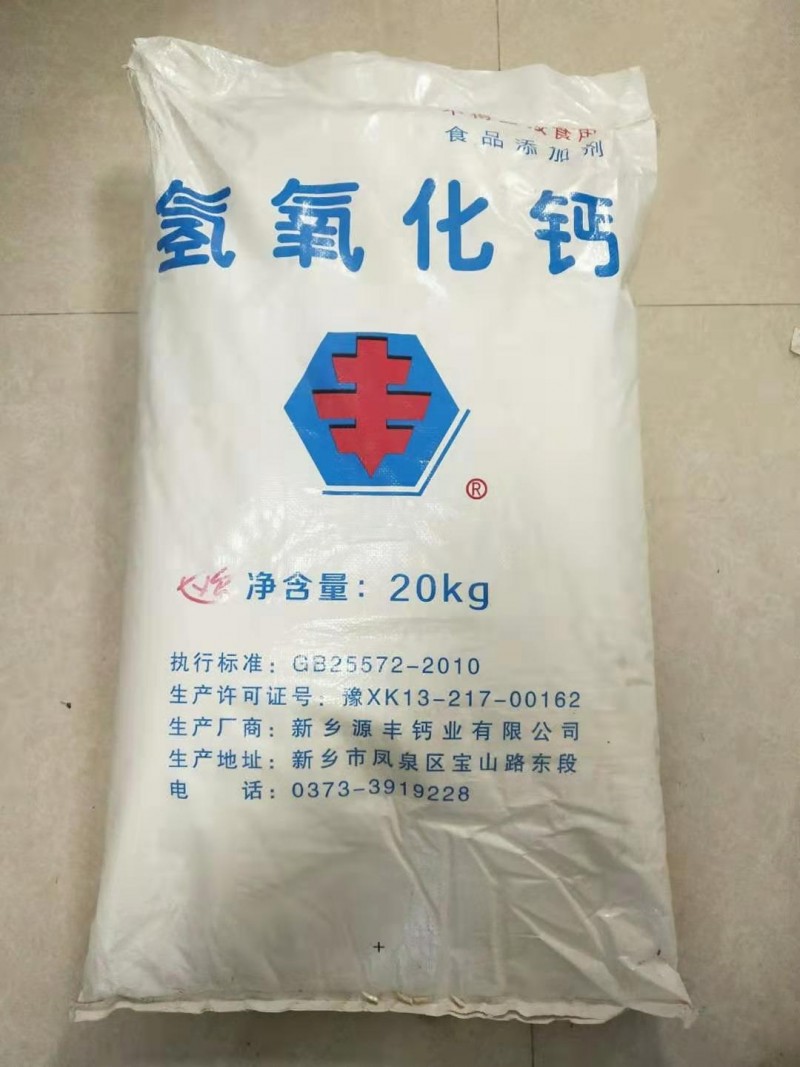 食用
食品添加剂
氢氧化钙
丰
®
净含量：20kg
执行标准：GB25572-2010
生产许可证号：豫XK13-217-00162
生产厂商：新乡源丰钙业有限公司
生产地址：新乡市凤泉区宝山路东段
电 话：0373-3919228